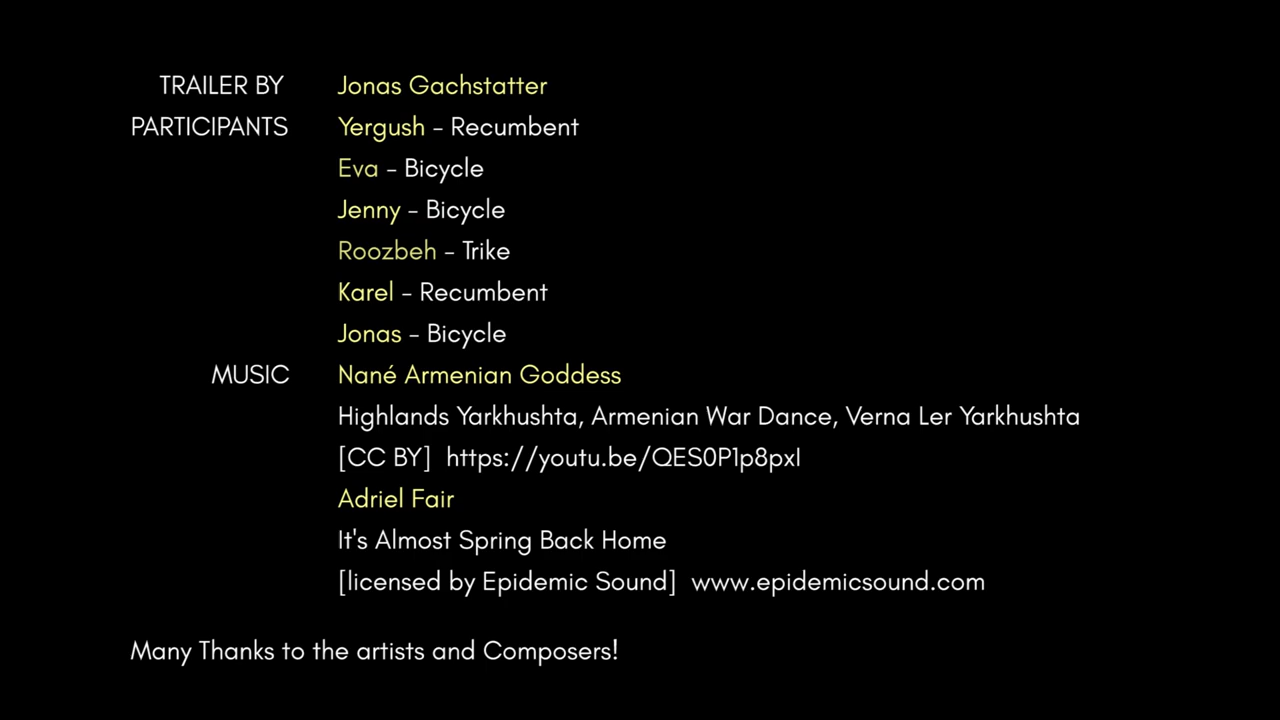 TRAILER BY Jonas Gachstatter
PARTICIPANTS Yergush - Recumbent
Eva - Bicycle
Jenny - Bicycle
Roozbeh - Trike
Karel - Recumbent
Jonas - Bicycle
MUSIC Nané Armenian Goddess
Highlands Yarkhushta, Armenian War Dance, Verna Ler Yarkhushta
[CC BY] https://youtu.be/QES0P1p8pxI
Adriel Fair
It's Almost Spring Back Home
[licensed by Epidemic Sound] www.epidemicsound.com
Many Thanks to the artists and Composers!